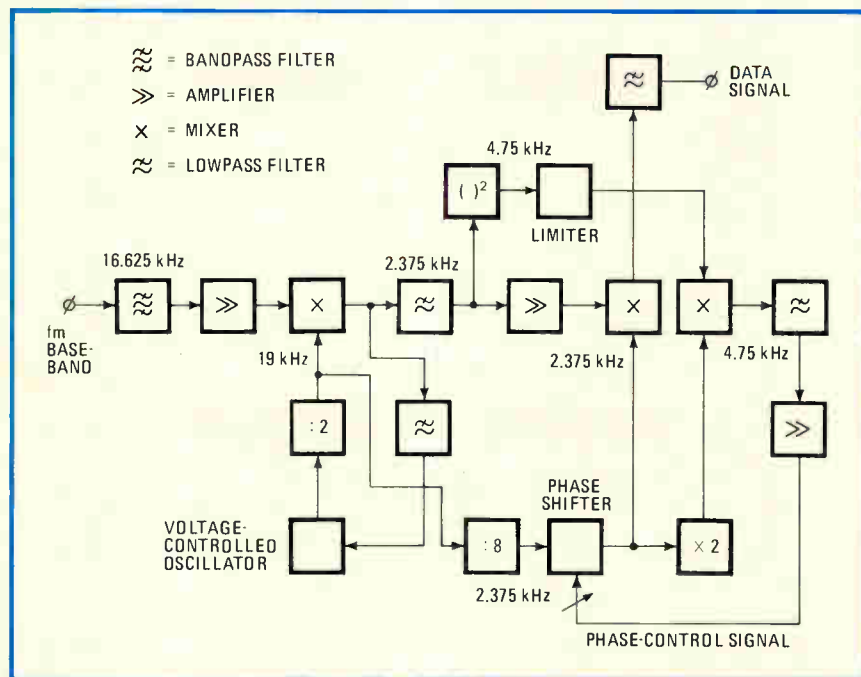 = BANDPASS FILTER
= AMPLIFIER
× = MIXER
= LOWPASS FILTER
DATA
SIGNAL
4.75 kHz
( )²
LIMITER
16.625 kHz
2.375 kHz
fm
BASE-
BAND
×
×
×
19 kHz
2.375 kHz
4.75 kHz
: 2
PHASE
SHIFTER
VOLTAGE-
CONTROLLED
OSCILLATOR
: 8
× 2
2.375 kHz
PHASE-CONTROL SIGNAL